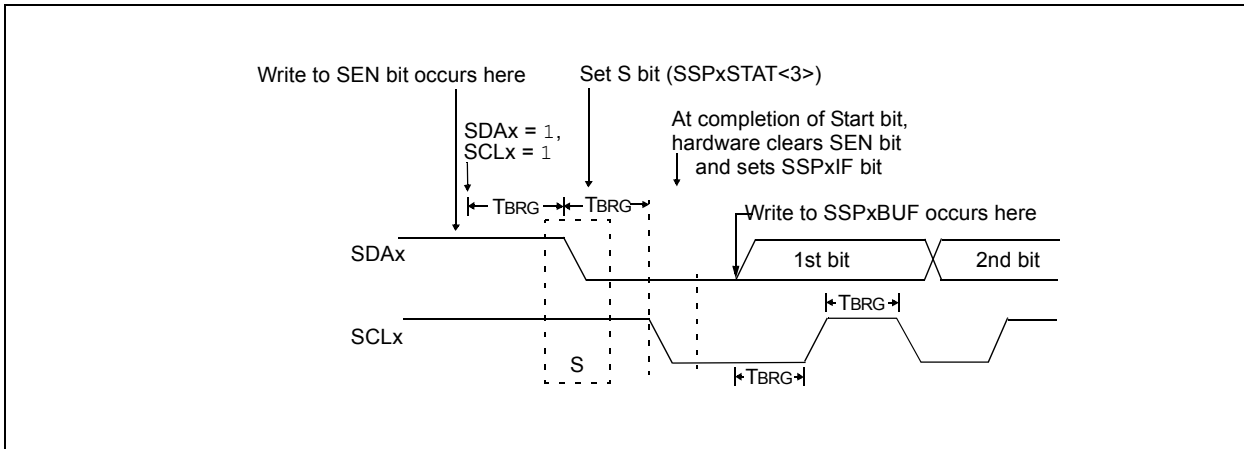 Write to SEN bit occurs here
Set S bit (SSPxSTAT<3>)
SDAx = 1,
SCLx = 1
At completion of Start bit,
hardware clears SEN bit
and sets SSPxIF bit
TBRG
TBRG
Write to SSPxBUF occurs here
SDAx
1st bit
2nd bit
TBRG
SCLx
S
TBRG